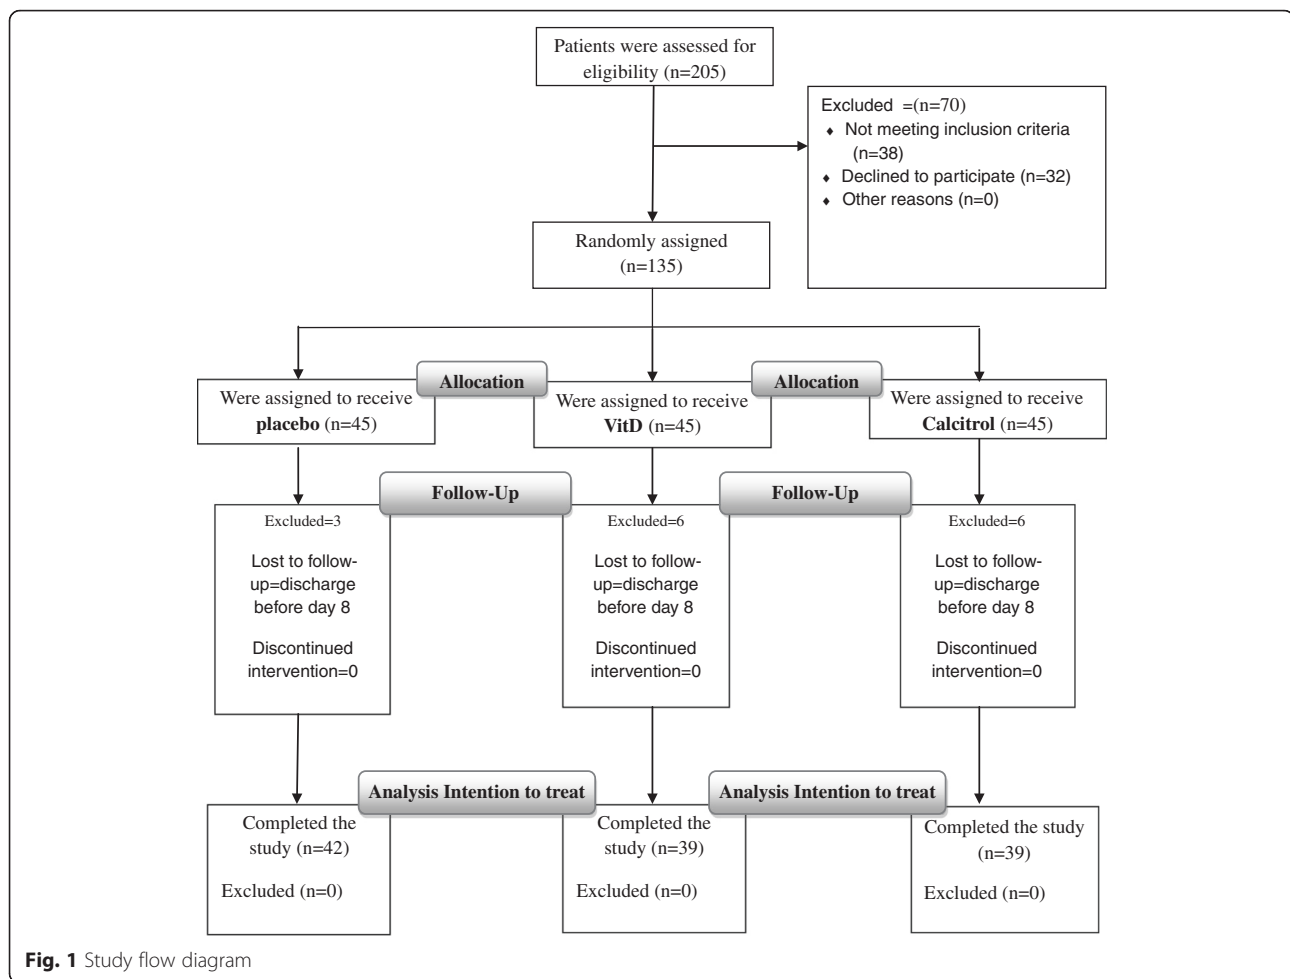 Patients were assessed for
eligibility (n=205)
Excluded =(n=70)
♦ Not meeting inclusion criteria
(n=38)
♦ Declined to participate (n=32)
♦ Other reasons (n=0)
Randomly assigned
(n=135)
Allocation
Allocation
Were assigned to receive
placebo (n=45)
Were assigned to receive
VitD (n=45)
Were assigned to receive
Calcitrol (n=45)
Follow-Up
Follow-Up
Excluded=3
Lost to follow-
up=discharge
before day 8
Discontinued
intervention=0
Excluded=6
Lost to follow-
up=discharge
before day 8
Discontinued
intervention=0
Excluded=6
Lost to follow-
up=discharge
before day 8
Discontinued
intervention=0
Analysis Intention to treat
Analysis Intention to treat
Completed the
study (n=42)
Excluded (n=0)
Completed the
study (n=39)
Excluded (n=0)
Completed the study
(n=39)
Excluded (n=0)
Fig. 1 Study flow diagram